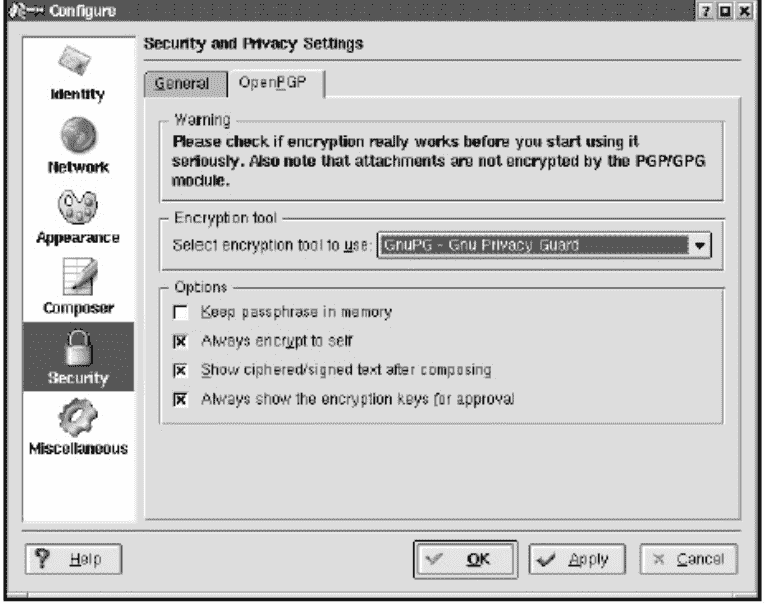 Configure
Security and Privacy Settings
General
OpenPGP
Identity
Network
Appearance
Composer
Security
Miscellaneous
Warning
Please check if encryption really works before you start using it
seriously. Also note that attachments are not encrypted by the PGP/GPG
module.
Encryption tool
Select encryption tool to use: GnuPG - Gnu Privacy Guard
Options
Keep passphrase in memory
Always encrypt to self
Show ciphered/signed text after composing
Always show the encryption keys for approval
Help
OK
Apply
Cancel